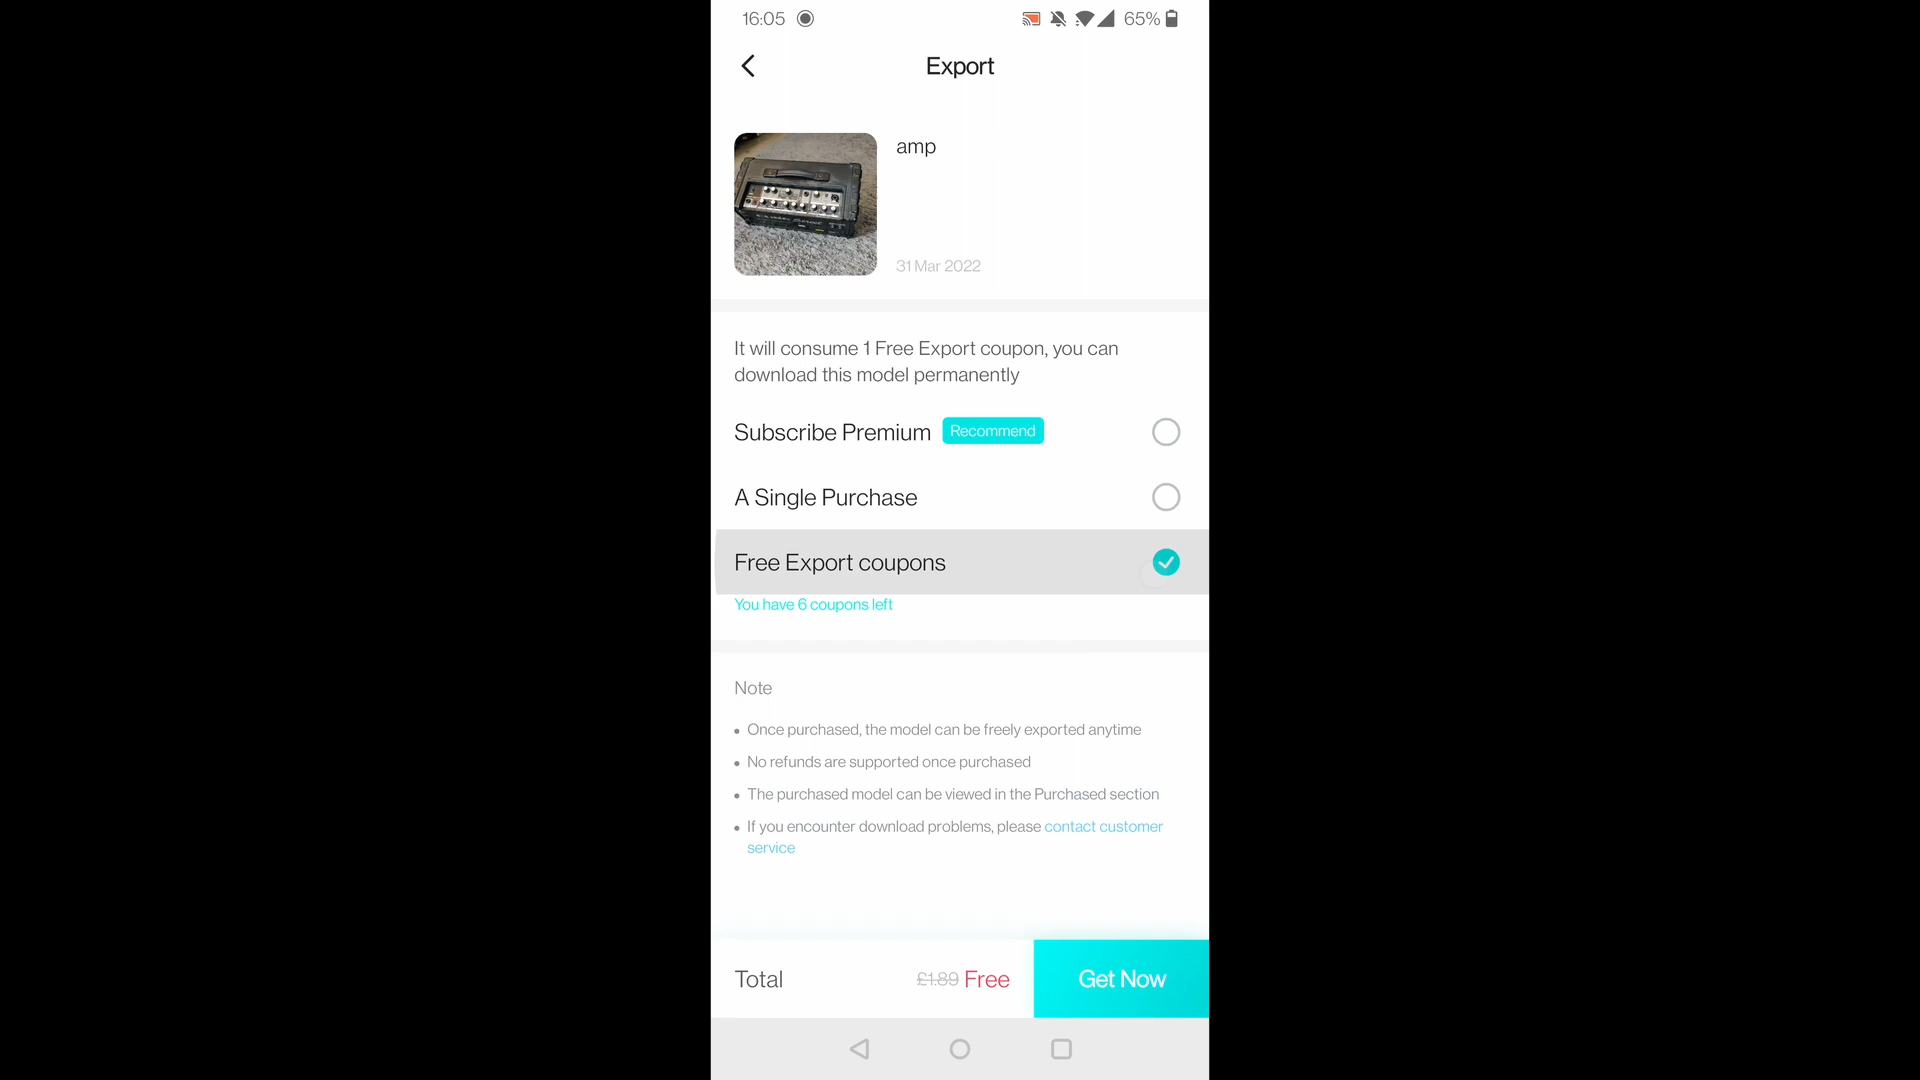 16:05
65%
Export
amp
31 Mar 2022
It will consume 1 Free Export coupon, you can
download this model permanently
Subscribe Premium Recommend
A Single Purchase
Free Export coupons
You have 6 coupons left
Note
• Once purchased, the model can be freely exported anytime
• No refunds are supported once purchased
• The purchased model can be viewed in the Purchased section
• If you encounter download problems, please contact customer
service
Total £1.89 Free Get Now